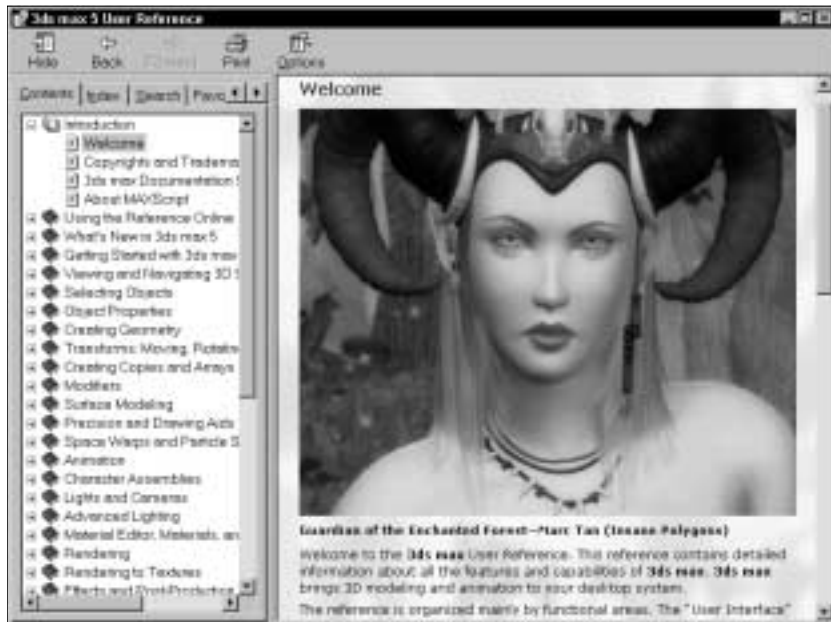 3ds max 5 User Reference
Hide Back Forward Print Options
Contents Index Search Favo
Introduction
Welcome
Copyrights and Tradema
3ds max Documentation S
About MAXScript
Using the Reference Online
What's New in 3ds max 5
Getting Started with 3ds max
Viewing and Navigating 3D S
Selecting Objects
Object Properties
Creating Geometry
Transforms: Moving, Rotatin
Creating Copies and Arrays
Modifiers
Surface Modeling
Precision and Drawing Aids
Space Warps and Particle S
Animation
Character Assemblies
Lights and Cameras
Advanced Lighting
Material Editor, Materials, an
Rendering
Rendering to Textures
Effects and Post-Production
Welcome
Guardian of the Enchanted Forest—Marc Tan (Insane Polygons)
Welcome to the 3ds max User Reference. This reference contains detailed
information about all the features and capabilities of 3ds max. 3ds max
brings 3D modeling and animation to your desktop system.
The reference is organized mainly by functional areas. The "User Interface"